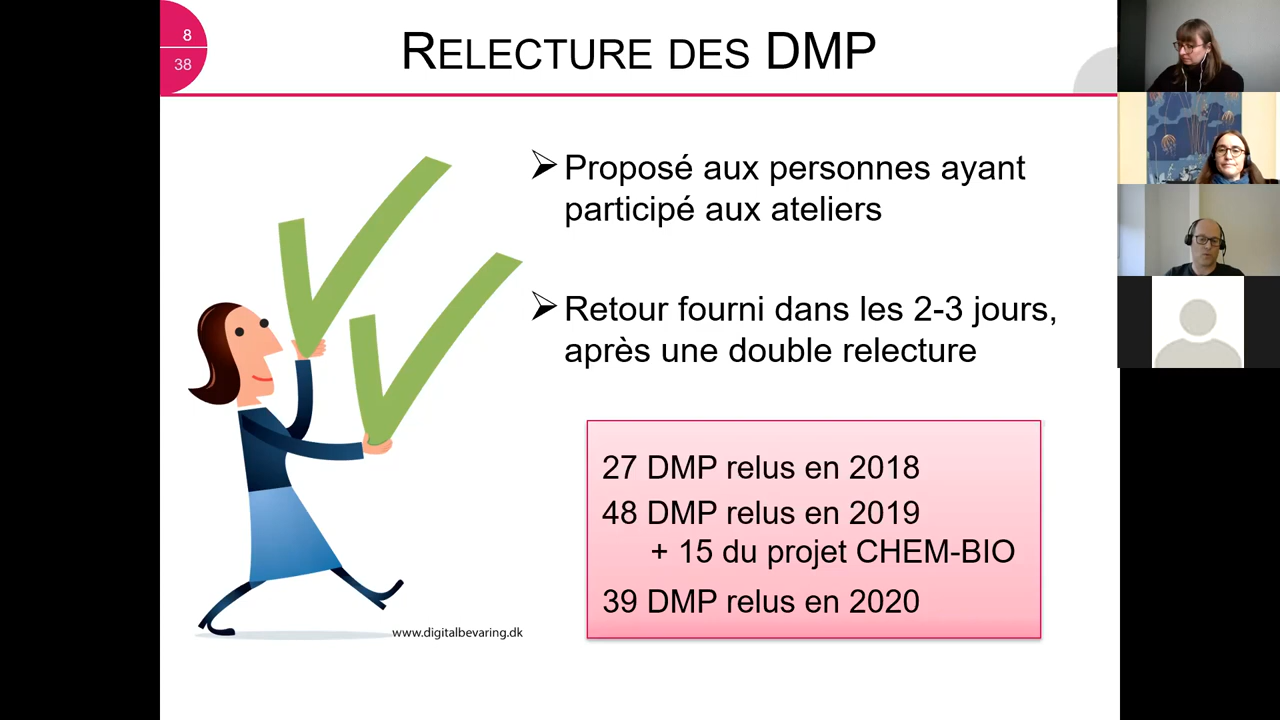 8
38
RELECTURE DES DMP
Proposé aux personnes ayant
participé aux ateliers
Retour fourni dans les 2-3 jours,
après une double relecture
27 DMP relus en 2018
48 DMP relus en 2019
+ 15 du projet CHEM-BIO
39 DMP relus en 2020
www.digitalbevaring.dk